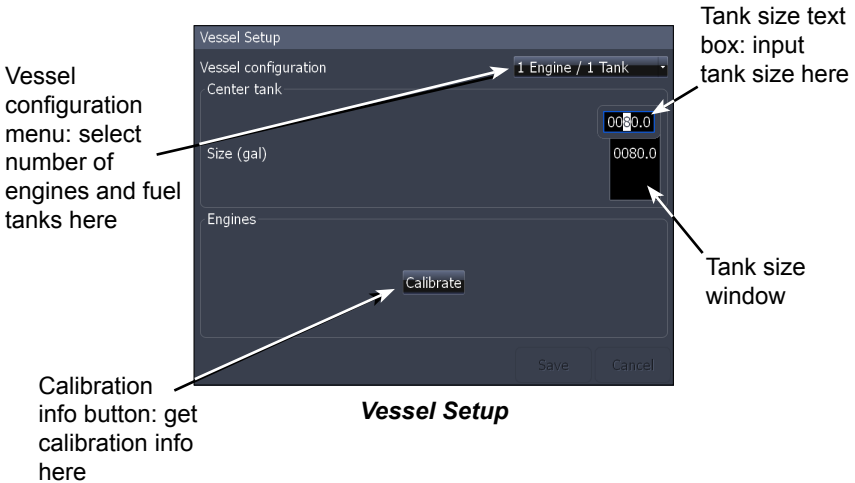 Tank size text
box: input
tank size here
Vessel Setup
Vessel configuration
1 Engine / 1 Tank
Vessel
configuration
menu: select
number of
engines and fuel
tanks here
Center tank
0080.0
Size (gal)
0080.0
Engines
Tank size
window
Calibrate
Save
Cancel
Calibration
info button: get
calibration info
here
Vessel Setup